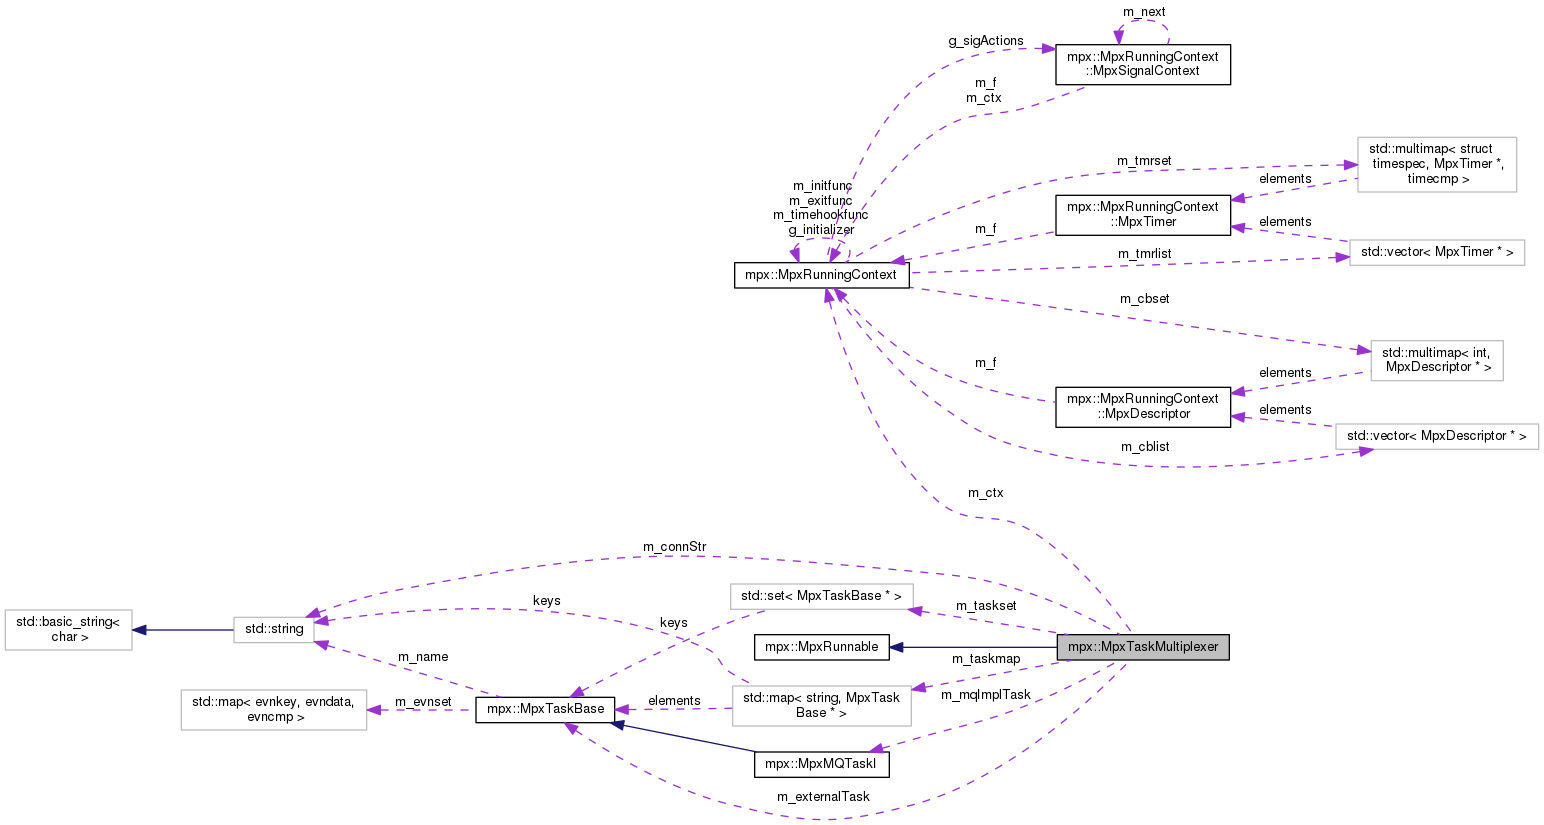 m_next
g_sigActions
mpx::MpxRunningContext
::MpxSignalContext
m_f
m_ctx
std::multimap< struct
timespec, MpxTimer *,
timecmp >
m_tmrset
elements
m_initfunc
m_exitfunc
m_timehookfunc
g_initializer
mpx::MpxRunningContext
::MpxTimer
elements
m_f
m_tmrlist
std::vector< MpxTimer * >
mpx::MpxRunningContext
m_cbset
std::multimap< int,
MpxDescriptor * >
m_f
elements
mpx::MpxRunningContext
::MpxDescriptor
elements
std::vector< MpxDescriptor * >
m_cblist
m_ctx
m_connStr
std::set< MpxTaskBase * >
keys
m_taskset
std::basic_string<
char >
std::string
keys
mpx::MpxRunnable
mpx::MpxTaskMultiplexer
m_name
m_taskmap
std::map< evnkey, evndata,
evncmp >
m_evnset
mpx::MpxTaskBase
elements
std::map< string, MpxTask
Base * >
m_mqImplTask
mpx::MpxMQTaskI
m_externalTask